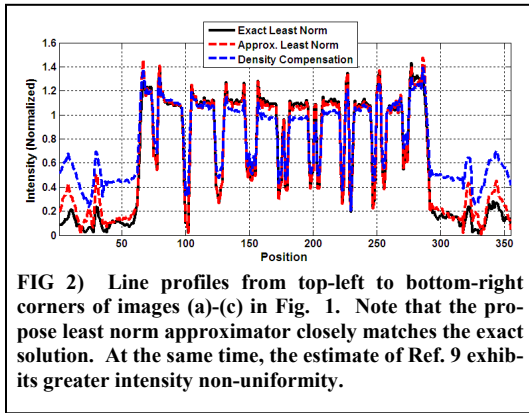 Exact Least Norm
Approx. Least Norm
Density Compensation
1.6
1.4
1.2
1
0.8
0.6
0.4
0.2
0
Intensity (Normalized)
50 100 150 200 250 300 350
Position
FIG 2) Line profiles from top-left to bottom-right
corners of images (a)-(c) in Fig. 1. Note that the pro-
pose least norm approximator closely matches the exact
solution. At the same time, the estimate of Ref. 9 exhib-
its greater intensity non-uniformity.